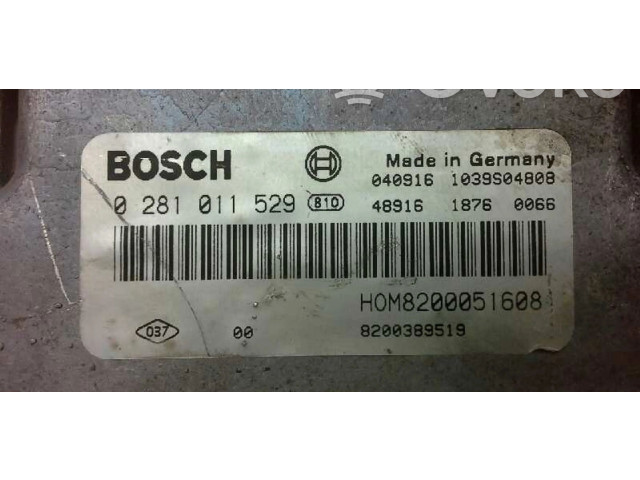 BOSCH
Made in Germany
040916 1039S04808
0 281 011 529 810
48916 1876 0066
HOM8200051608
037 00 8200389519